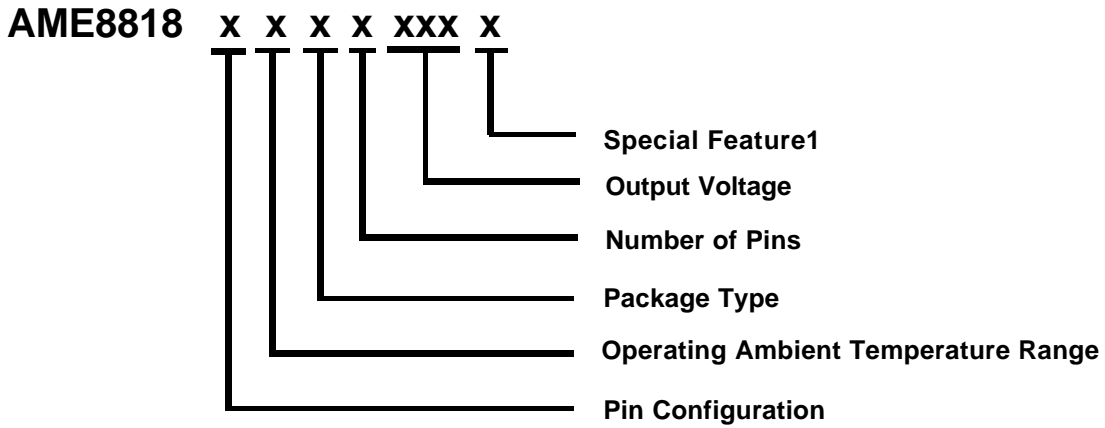 AME8818 x x x x xxx x
Special Feature1
Output Voltage
Number of Pins
Package Type
Operating Ambient Temperature Range
Pin Configuration